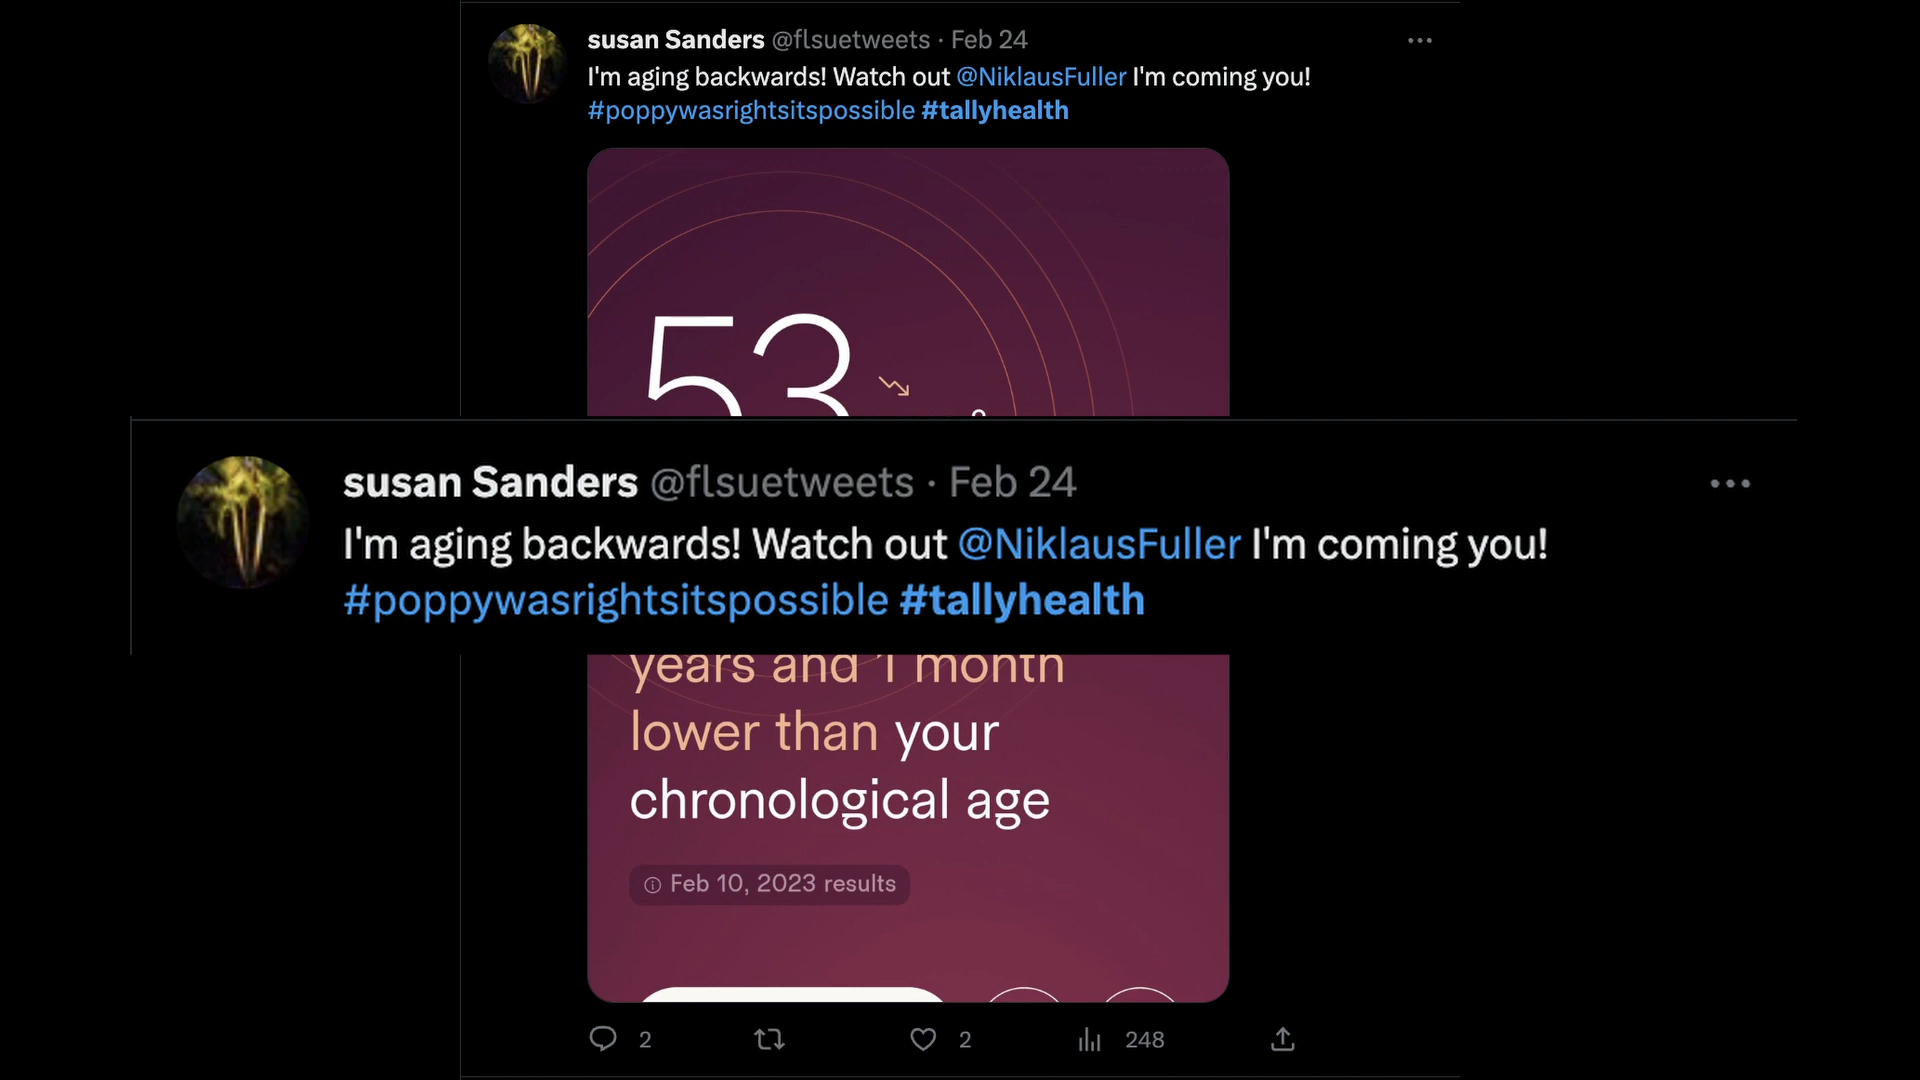 susan Sanders @flsuetweets · Feb 24
I'm aging backwards! Watch out @NiklausFuller I'm coming you!
#poppywasrightsitspossible #tallyhealth
53
susan Sanders @flsuetweets · Feb 24
I'm aging backwards! Watch out @NiklausFuller I'm coming you!
#poppywasrightsitspossible #tallyhealth
years and 1 month
lower than your
chronological age
Feb 10, 2023 results
2 2 248